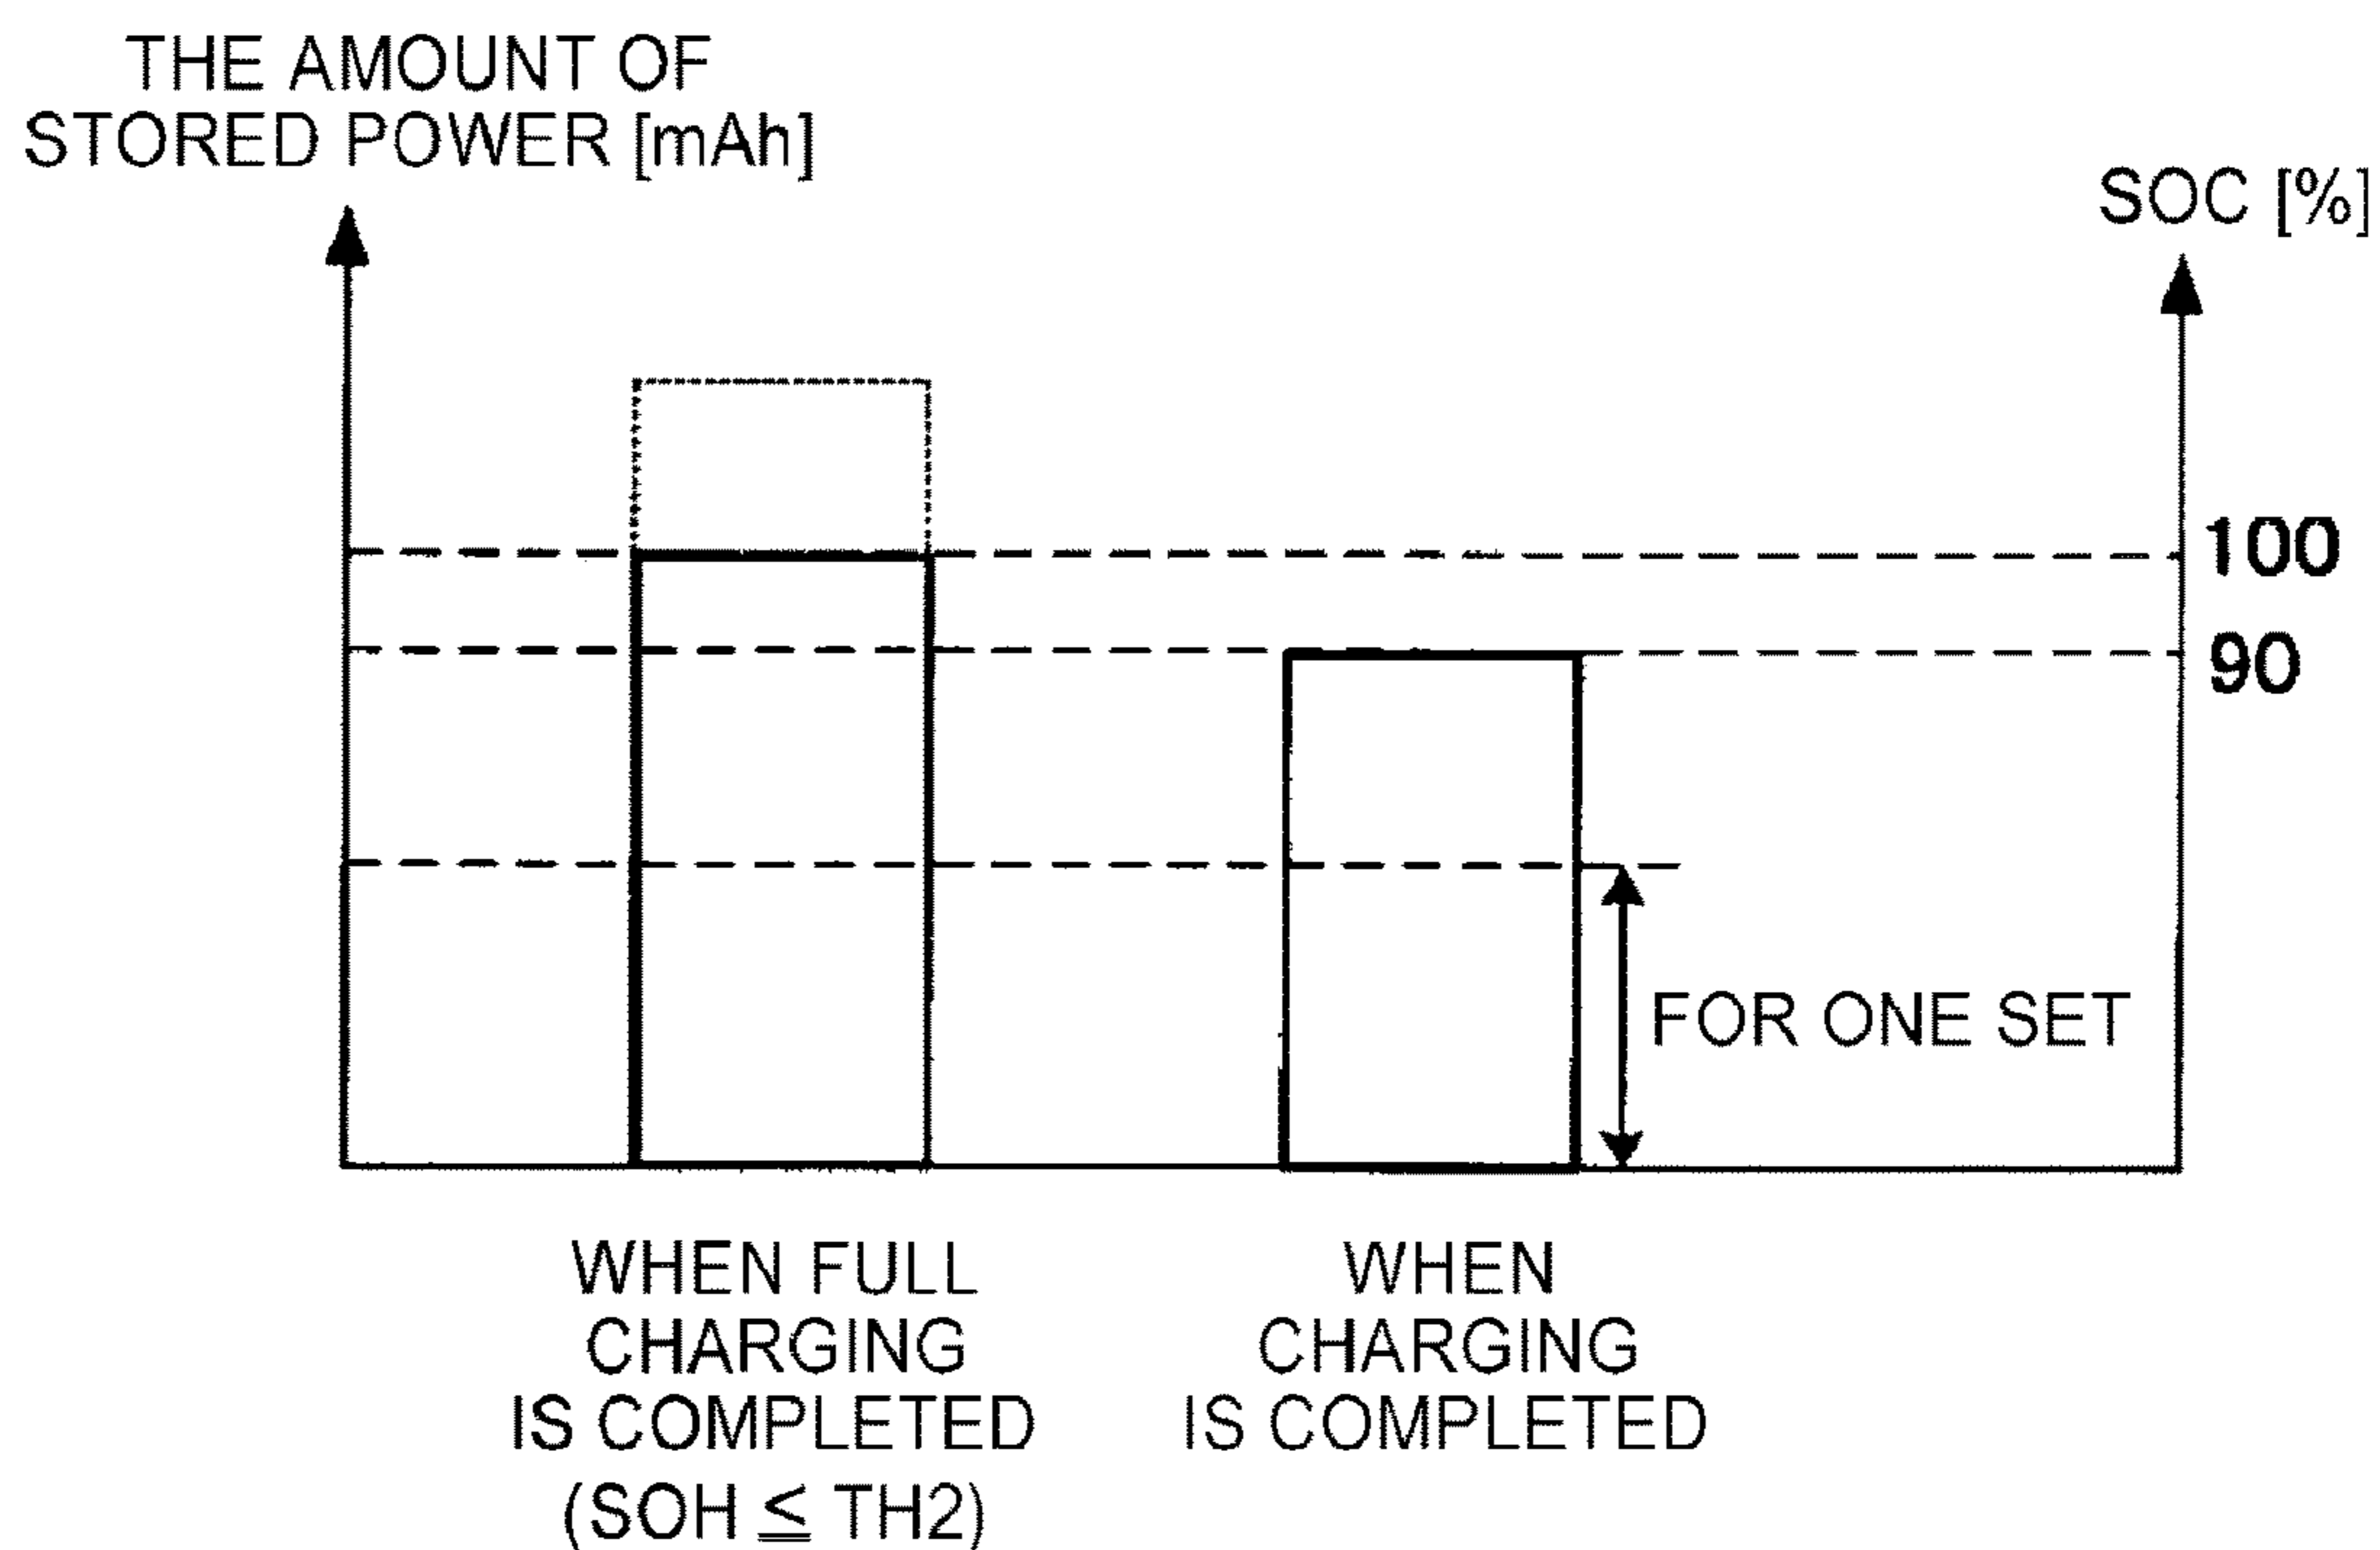 THE AMOUNT OF
STORED POWER [mAh]
SOC [%]
100
90
FOR ONE SET
WHEN FULL
CHARGING
IS COMPLETED
(SOH ≦ TH2)
WHEN
CHARGING
IS COMPLETED